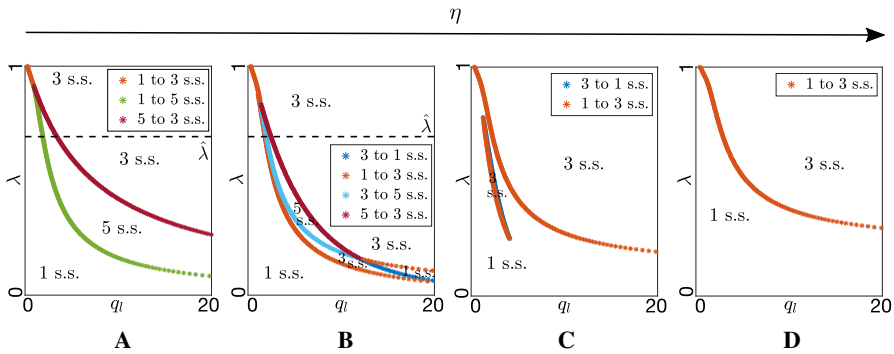 η
1
3 s.s.
1 to 3 s.s.
1 to 5 s.s.
5 to 3 s.s.
λ̂
3 s.s.
λ
5 s.s.
1 s.s.
0
0
q_l
20
A
1
3 s.s.
λ̂
3 to 1 s.s.
1 to 3 s.s.
3 to 5 s.s.
5 to 3 s.s.
λ
5 s.s.
3 s.s.
1 s.s.
3 s.s.
1 s.s.
0
0
q_l
20
B
1
3 to 1 s.s.
1 to 3 s.s.
3 s.s.
λ
3
s.s.
1 s.s.
0
0
q_l
20
C
1
1 to 3 s.s.
3 s.s.
λ
1 s.s.
0
0
q_l
20
D